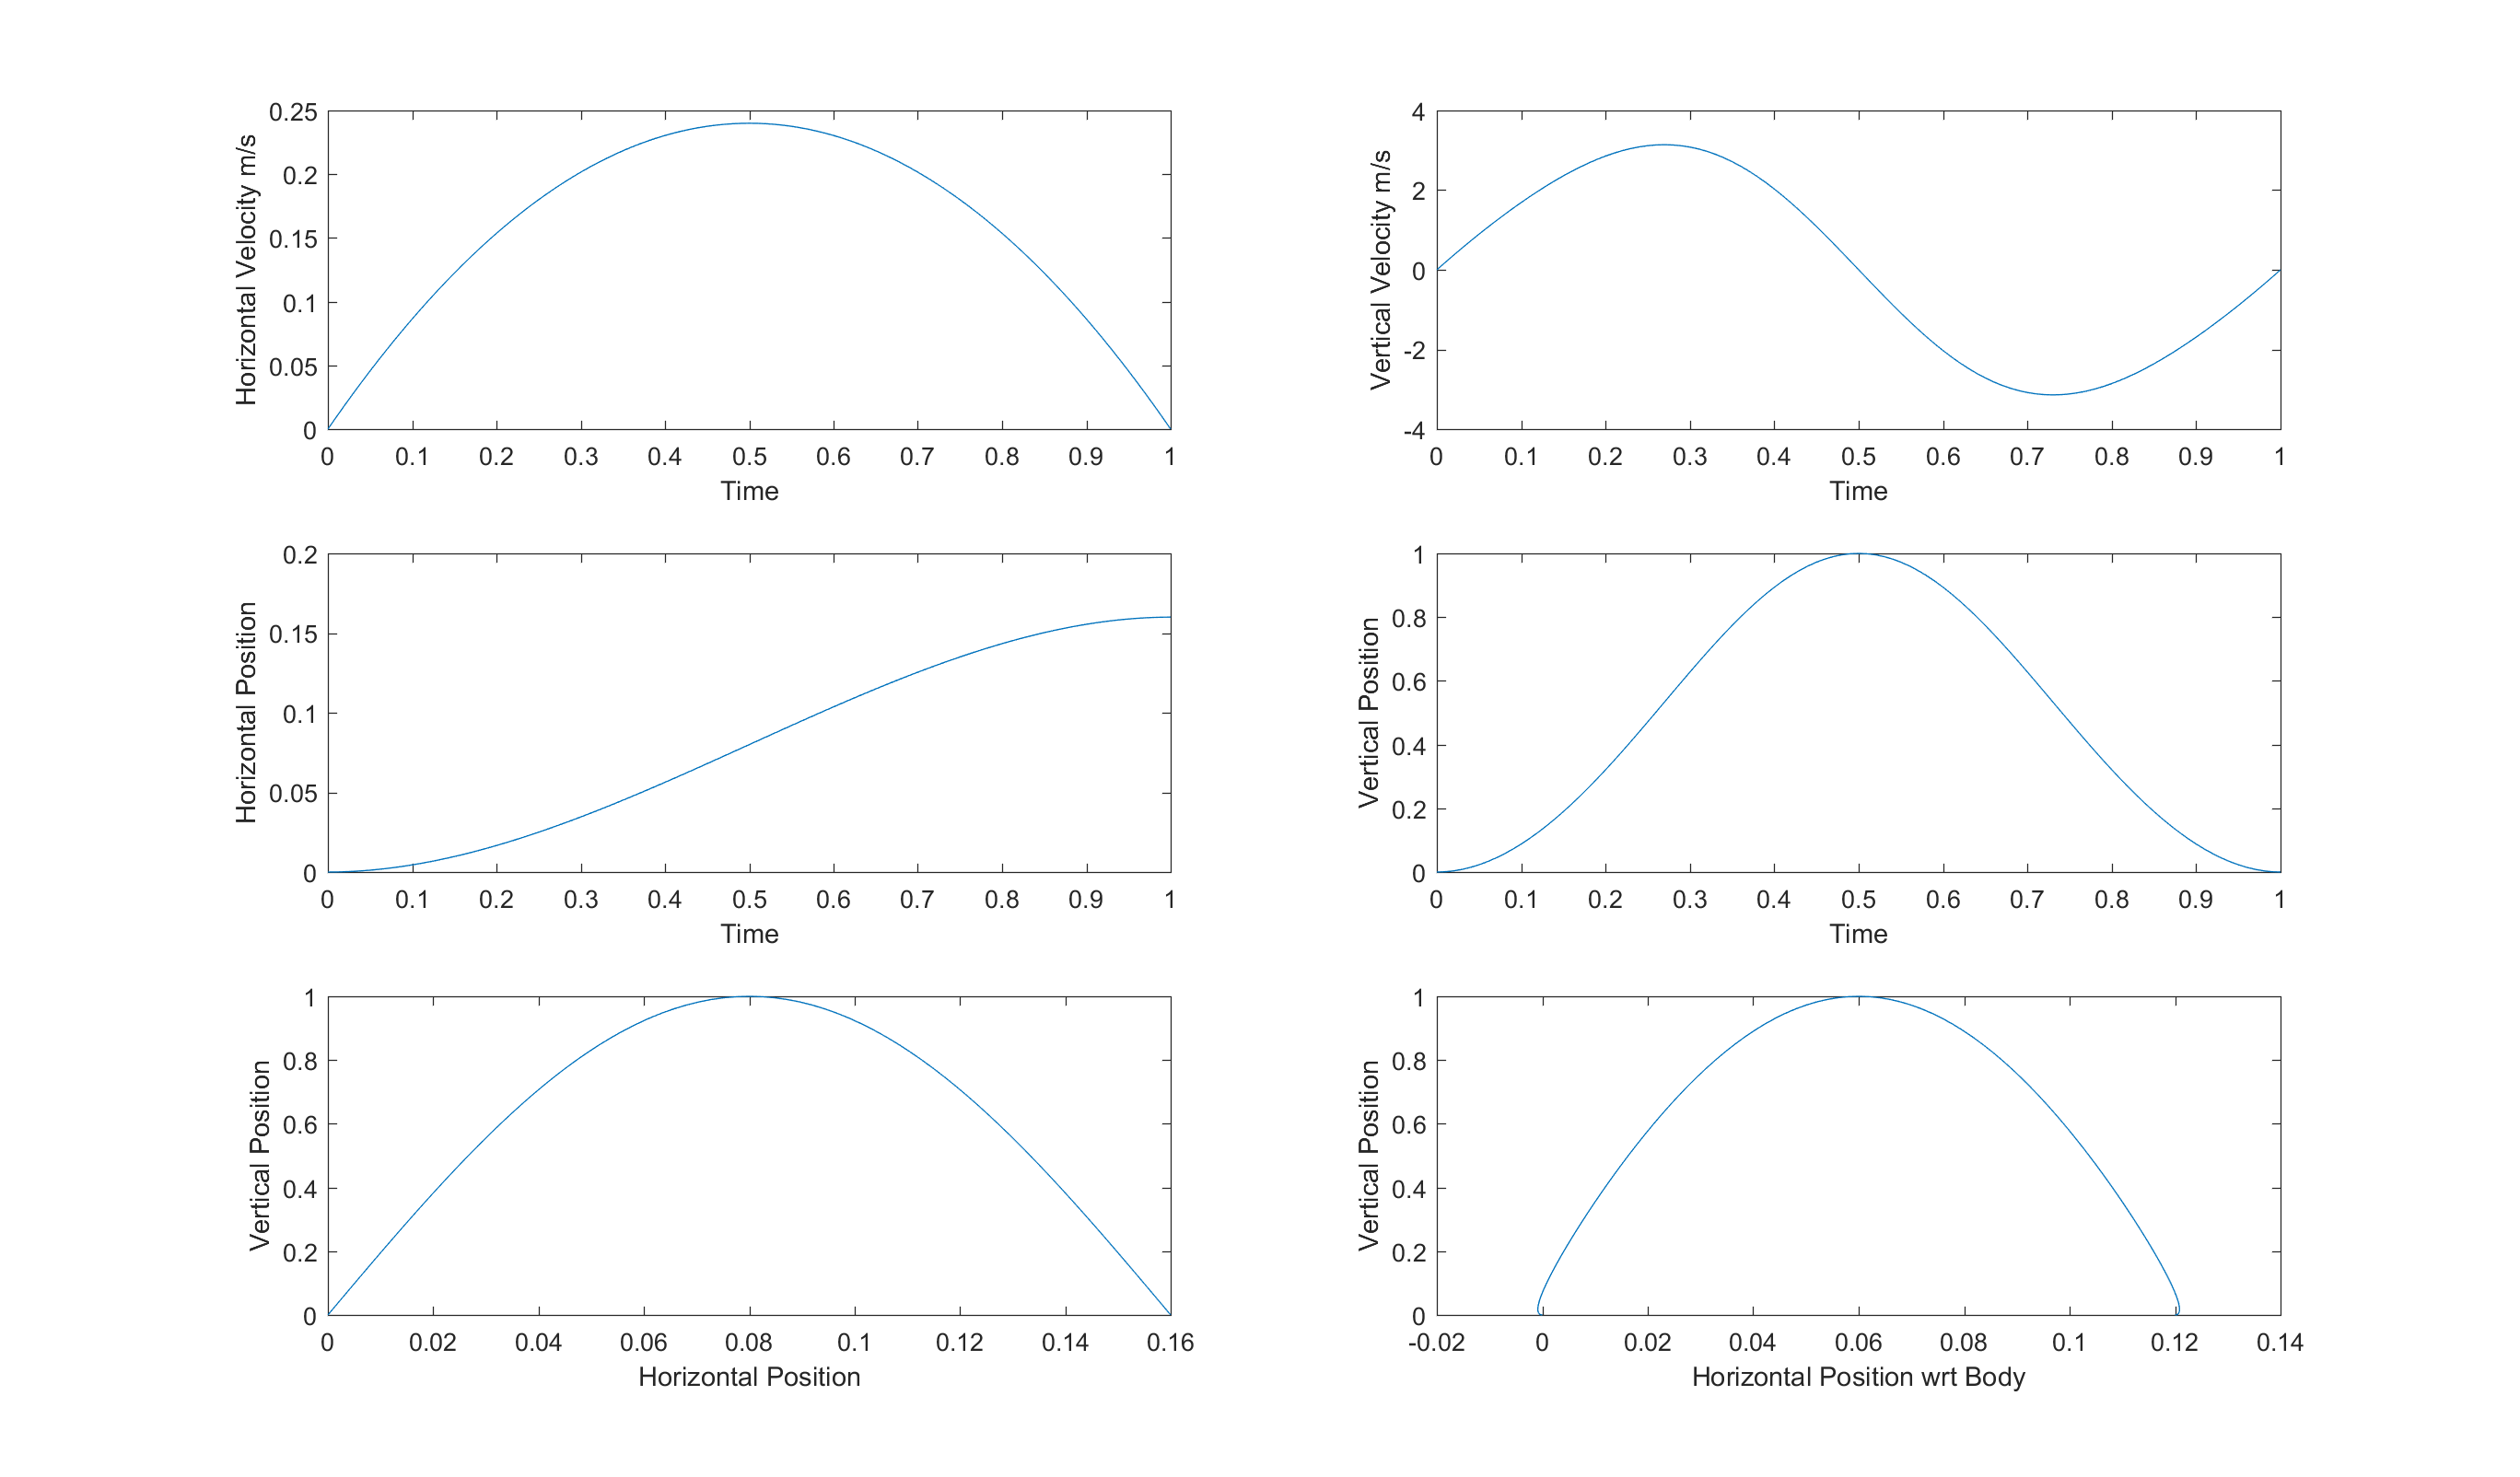 Horizontal Velocity m/s
0.25
0.2
0.15
0.1
0.05
0
0 0.1 0.2 0.3 0.4 0.5 0.6 0.7 0.8 0.9 1
Time
Vertical Velocity m/s
4
2
0
-2
-4
0 0.1 0.2 0.3 0.4 0.5 0.6 0.7 0.8 0.9 1
Time
Horizontal Position
0.2
0.15
0.1
0.05
0
0 0.1 0.2 0.3 0.4 0.5 0.6 0.7 0.8 0.9 1
Time
Vertical Position
1
0.8
0.6
0.4
0.2
0
0 0.1 0.2 0.3 0.4 0.5 0.6 0.7 0.8 0.9 1
Time
Vertical Position
1
0.8
0.6
0.4
0.2
0
0 0.02 0.04 0.06 0.08 0.1 0.12 0.14 0.16
Horizontal Position
Vertical Position
1
0.8
0.6
0.4
0.2
0
-0.02 0 0.02 0.04 0.06 0.08 0.1 0.12 0.14
Horizontal Position wrt Body